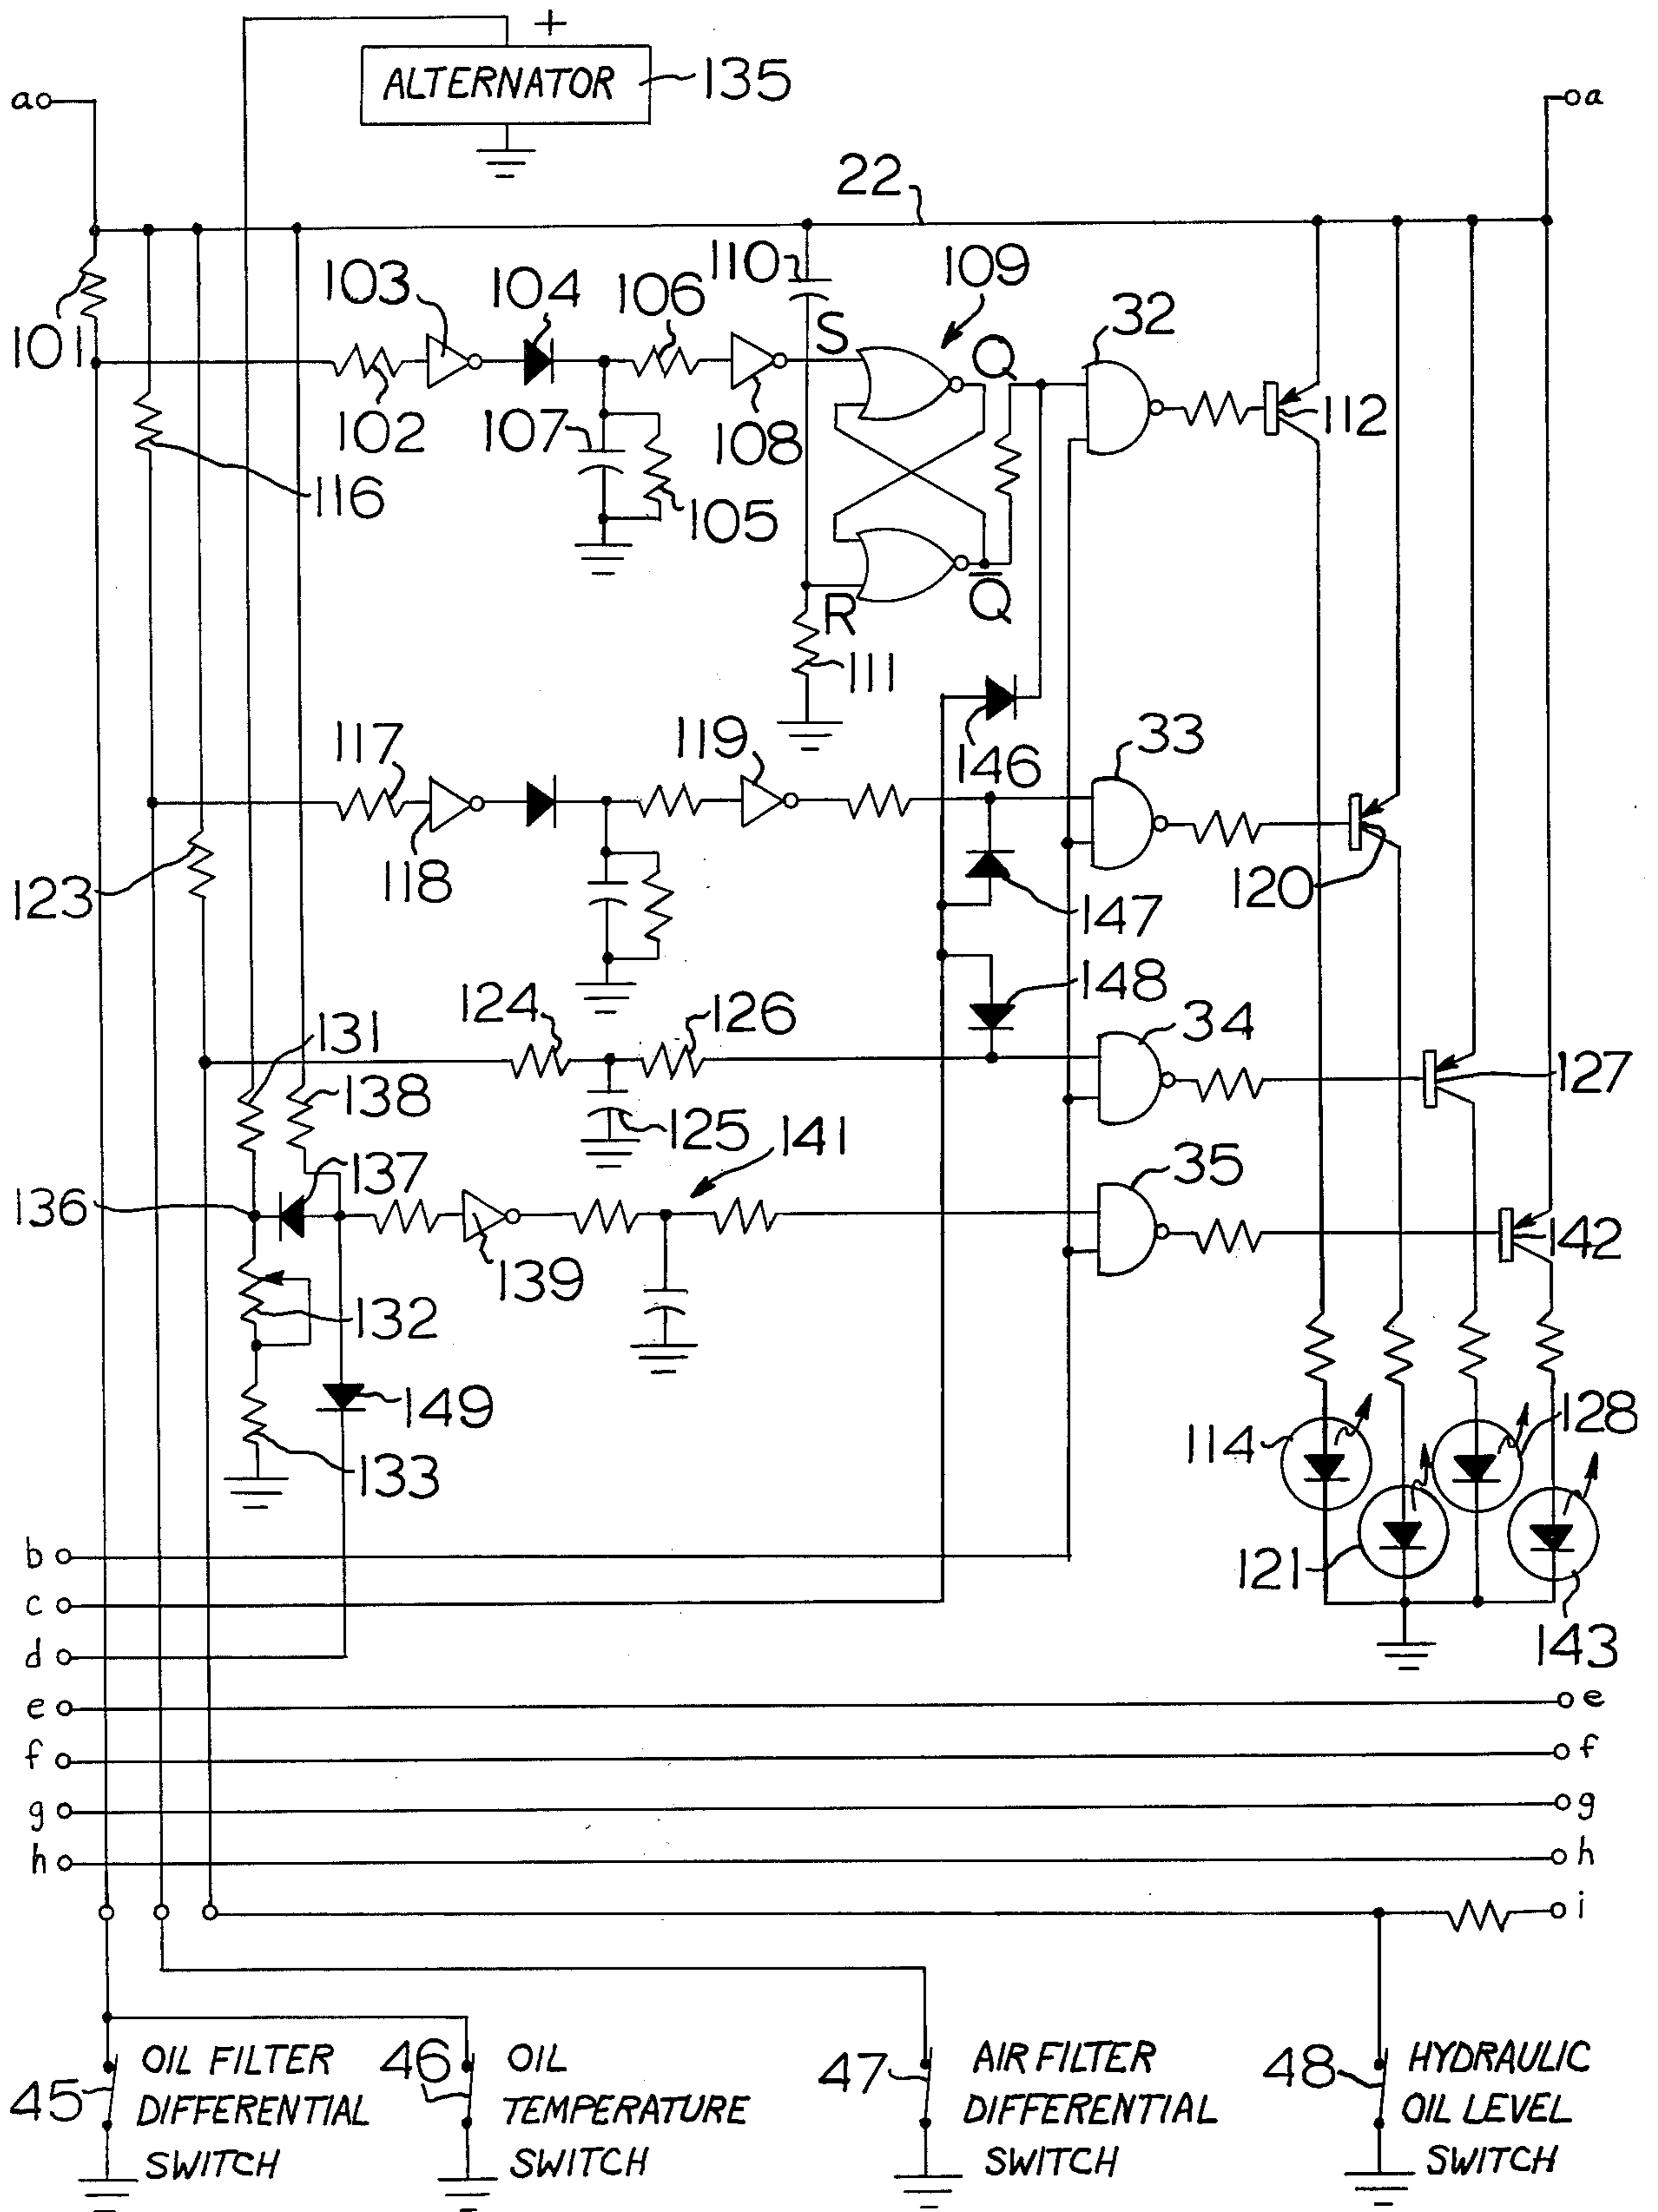 +
ALTERNATOR
135
a
a
22
110
109
103
104
106
32
S
Q
101
102
107
108
112
116
105
Q
R
111
117
119
146
33
118
147
120
123
148
124
126
34
131
138
127
125
141
35
137
136
139
142
132
149
128
114
133
b
121
c
d
143
e
e
f
f
g
g
h
h
i
45
OIL FILTER
DIFFERENTIAL
SWITCH
46
OIL
TEMPERATURE
SWITCH
47
AIR FILTER
DIFFERENTIAL
SWITCH
48
HYDRAULIC
OIL LEVEL
SWITCH